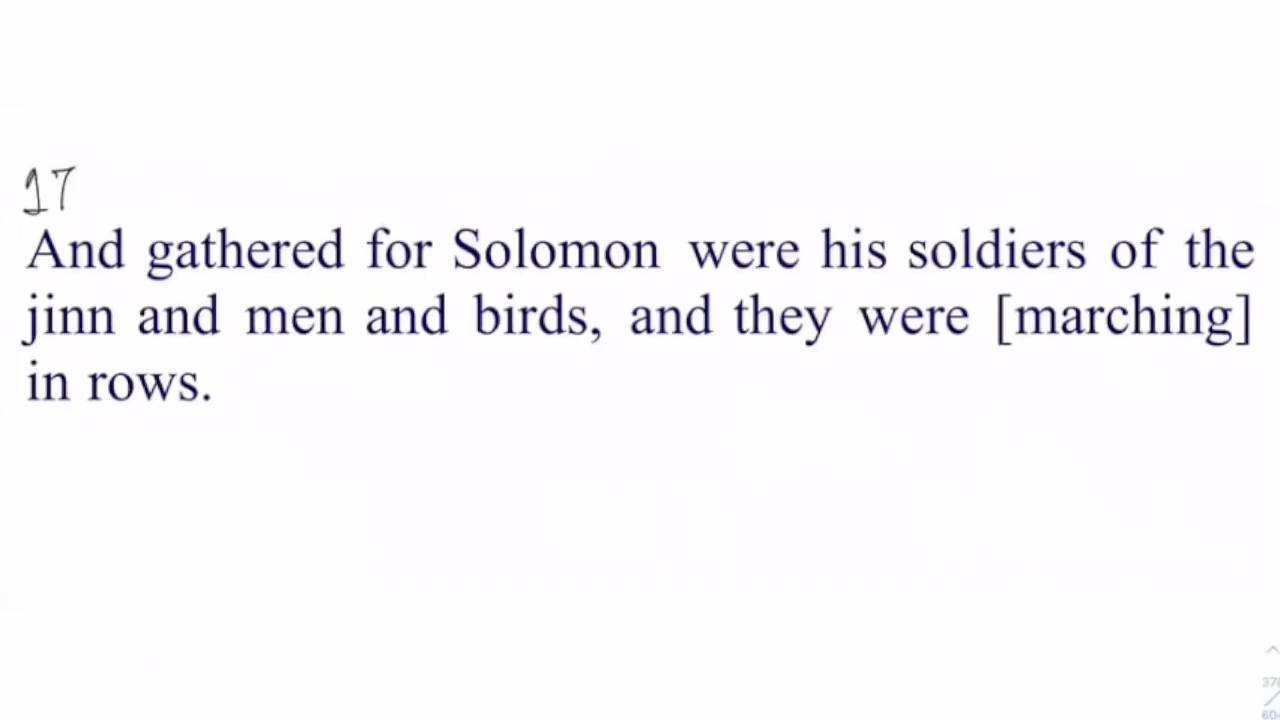 17
And gathered for Solomon were his soldiers of the
jinn and men and birds, and they were [marching]
in rows.